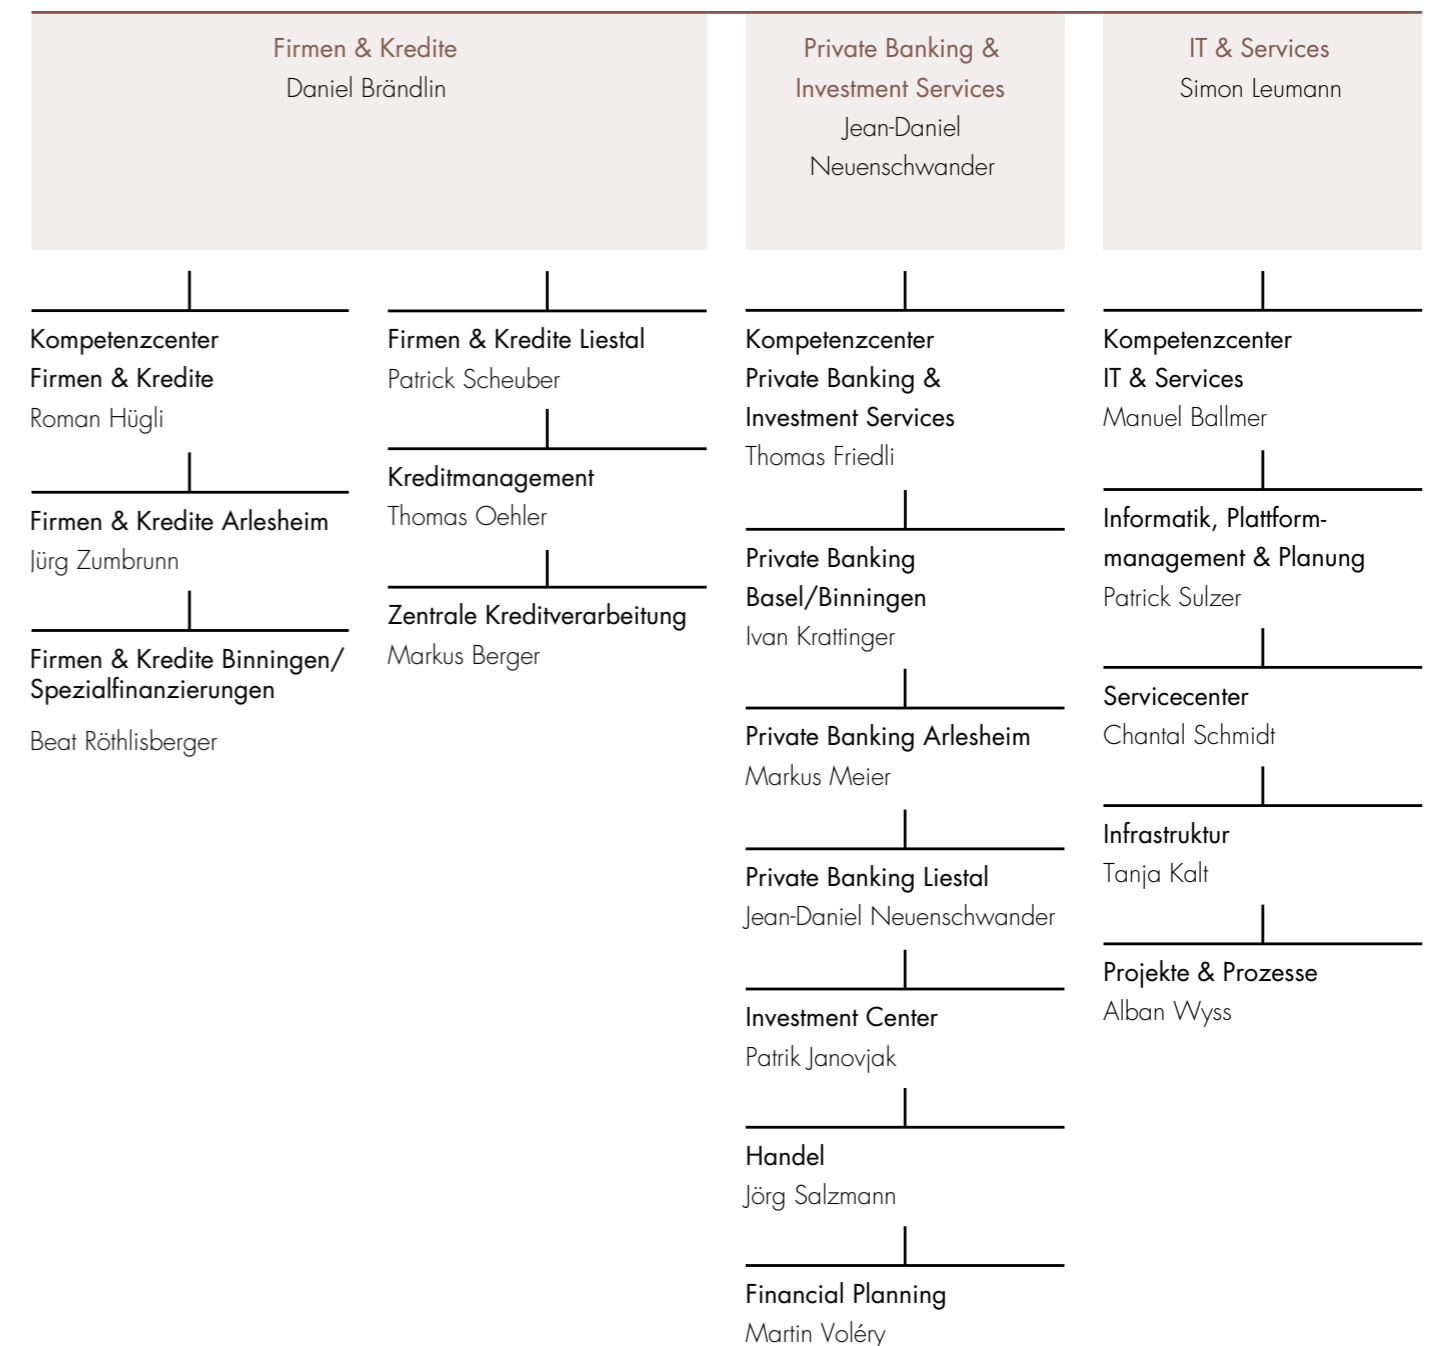 Firmen & Kredite
Daniel Brändlin
Kompetenzcenter
Firmen & Kredite
Roman Hügli
Firmen & Kredite Arlesheim
Jürg Zumbrunn
Firmen & Kredite Binningen/
Spezialfinanzierungen
Beat Röthlisberger
Firmen & Kredite Liestal
Patrick Scheuber
Kreditmanagement
Thomas Oehler
Zentrale Kreditverarbeitung
Markus Berger
Private Banking &
Investment Services
Jean-Daniel
Neuenschwander
Kompetenzcenter
Private Banking &
Investment Services
Thomas Friedli
Private Banking
Basel/Binningen
Ivan Krattinger
Private Banking Arlesheim
Markus Meier
Private Banking Liestal
Jean-Daniel Neuenschwander
Investment Center
Patrik Janovjak
Handel
Jörg Salzmann
Financial Planning
Martin Voléry
IT & Services
Simon Leumann
Kompetenzcenter
IT & Services
Manuel Ballmer
Informatik, Plattform-
management & Planung
Patrick Sulzer
Servicecenter
Chantal Schmidt
Infrastruktur
Tanja Kalt
Projekte & Prozesse
Alban Wyss